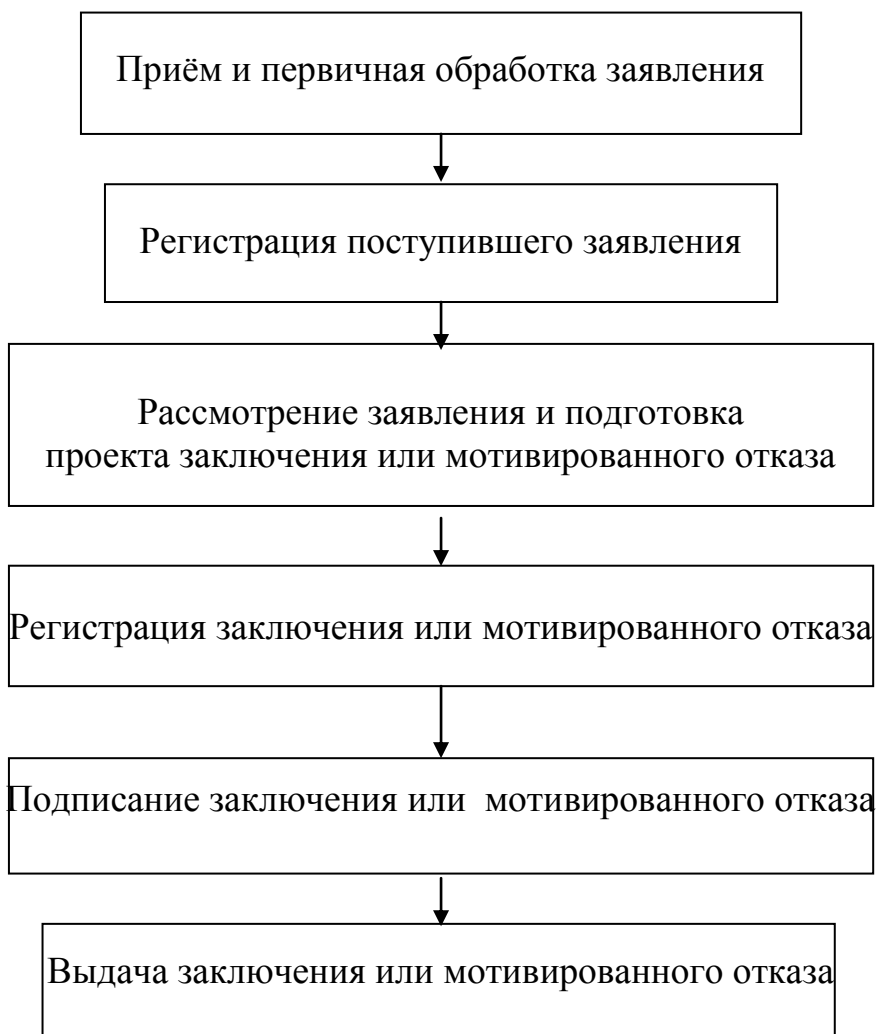 Приём и первичная обработка заявления
Регистрация поступившего заявления
Рассмотрение заявления и подготовка
проекта заключения или мотивированного отказа
Регистрация заключения или мотивированного отказа
Подписание заключения или мотивированного отказа
Выдача заключения или мотивированного отказа